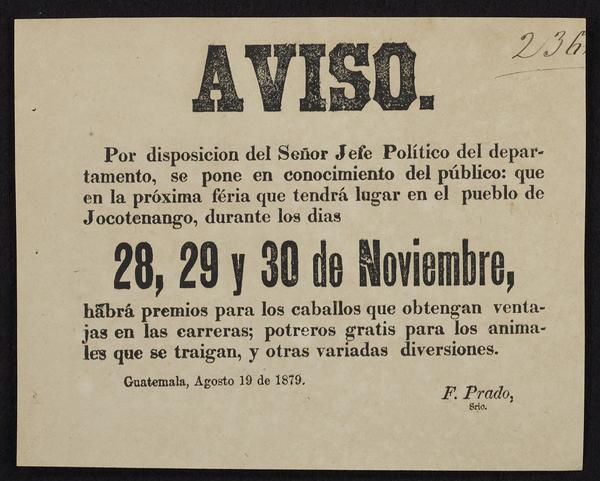 236
AVISO.
Por disposicion del Señor Jefe Político del depar-
tamento, se pone en conocimiento del público: que
en la próxima féria que tendrá lugar en el pueblo de
Jocotenango, durante los dias
28, 29 y 30 de Noviembre,
habrá premios para los caballos que obtengan venta-
jas en las carreras; potreros gratis para los anima-
les que se traigan, y otras variadas diversiones.
Guatemala, Agosto 19 de 1879.
F. Prado,
Srio.